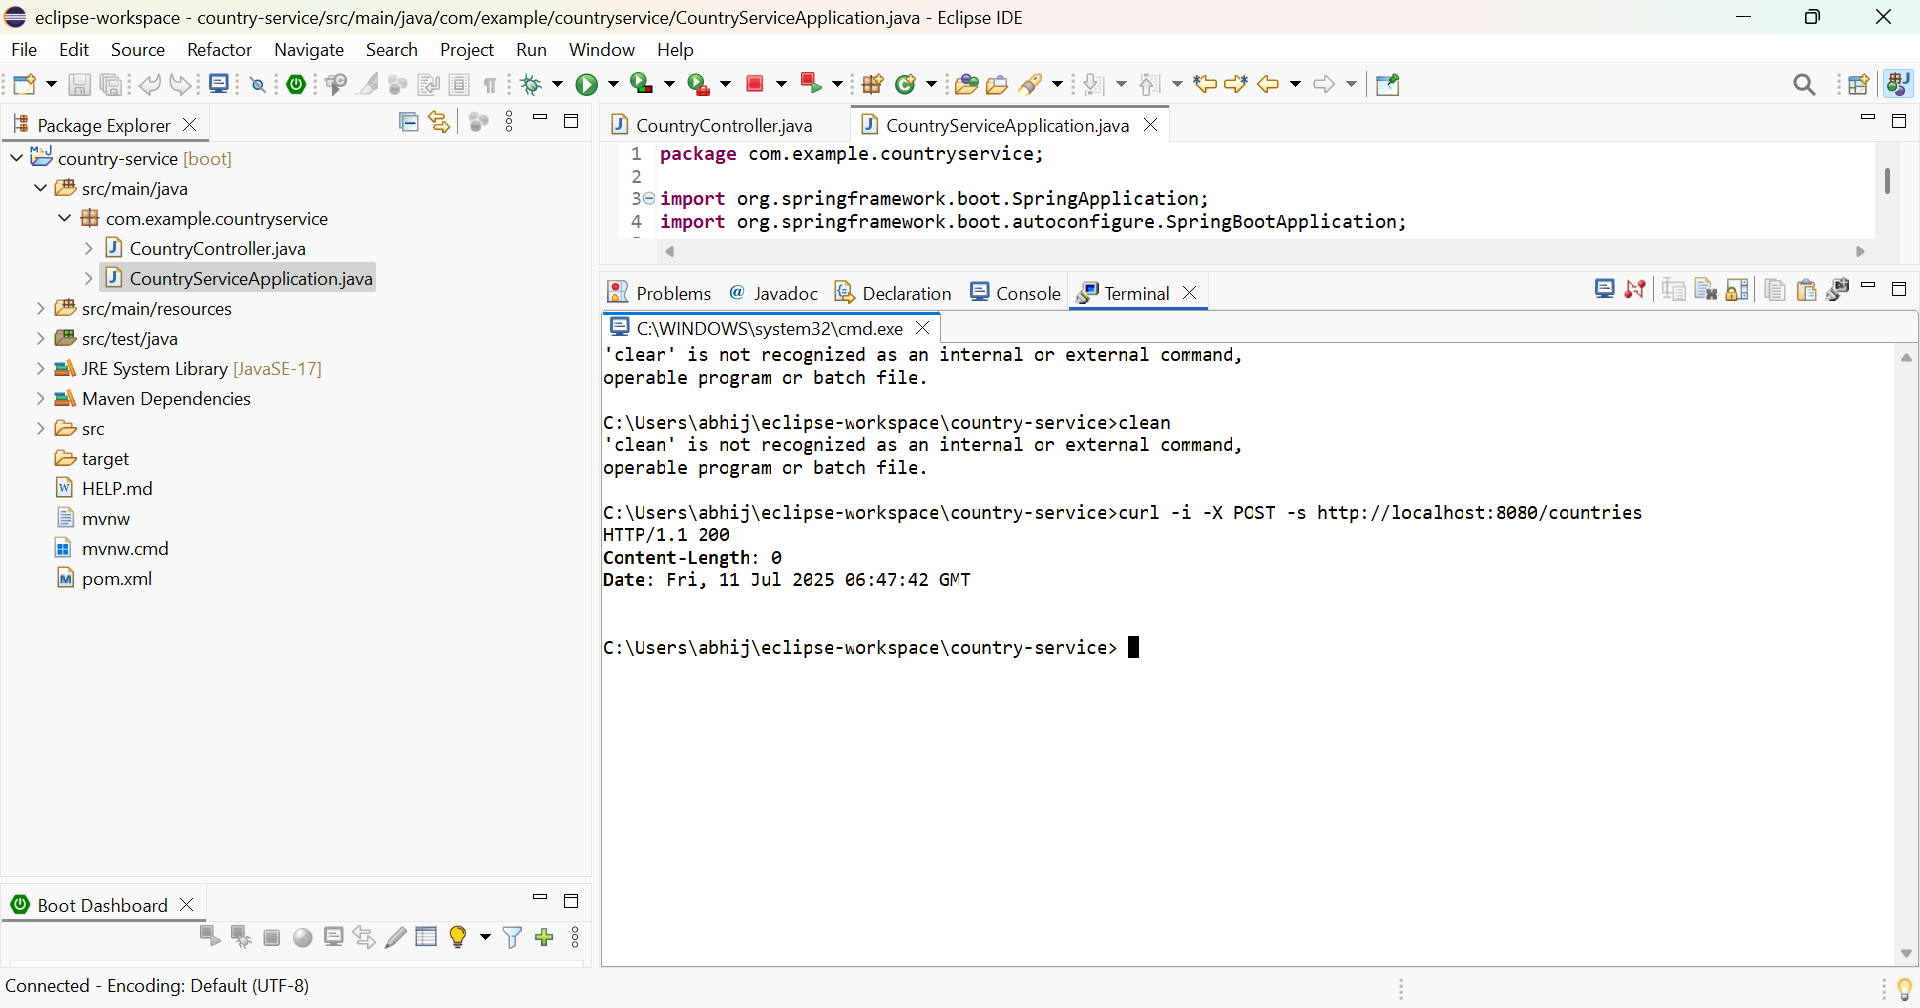 eclipse-workspace - country-service/src/main/java/com/example/countryservice/CountryServiceApplication.java - Eclipse IDE
File Edit Source Refactor Navigate Search Project Run Window Help
Package Explorer
country-service [boot]
src/main/java
com.example.countryservice
CountryController.java
CountryServiceApplication.java
src/main/resources
src/test/java
JRE System Library [JavaSE-17]
Maven Dependencies
src
target
HELP.md
mvnw
mvnw.cmd
pom.xml
Boot Dashboard
CountryController.java CountryServiceApplication.java
1 package com.example.countryservice;
2
3 import org.springframework.boot.SpringApplication;
4 import org.springframework.boot.autoconfigure.SpringBootApplication;
Problems Javadoc Declaration Console Terminal
C:\WINDOWS\system32\cmd.exe
'clear' is not recognized as an internal or external command,
operable program or batch file.
C:\Users\abhij\eclipse-workspace\country-service>clean
'clean' is not recognized as an internal or external command,
operable program or batch file.
C:\Users\abhij\eclipse-workspace\country-service>curl -i -X POST -s http://localhost:8080/countries
HTTP/1.1 200
Content-Length: 0
Date: Fri, 11 Jul 2025 06:47:42 GMT
C:\Users\abhij\eclipse-workspace\country-service>
Connected - Encoding: Default (UTF-8)